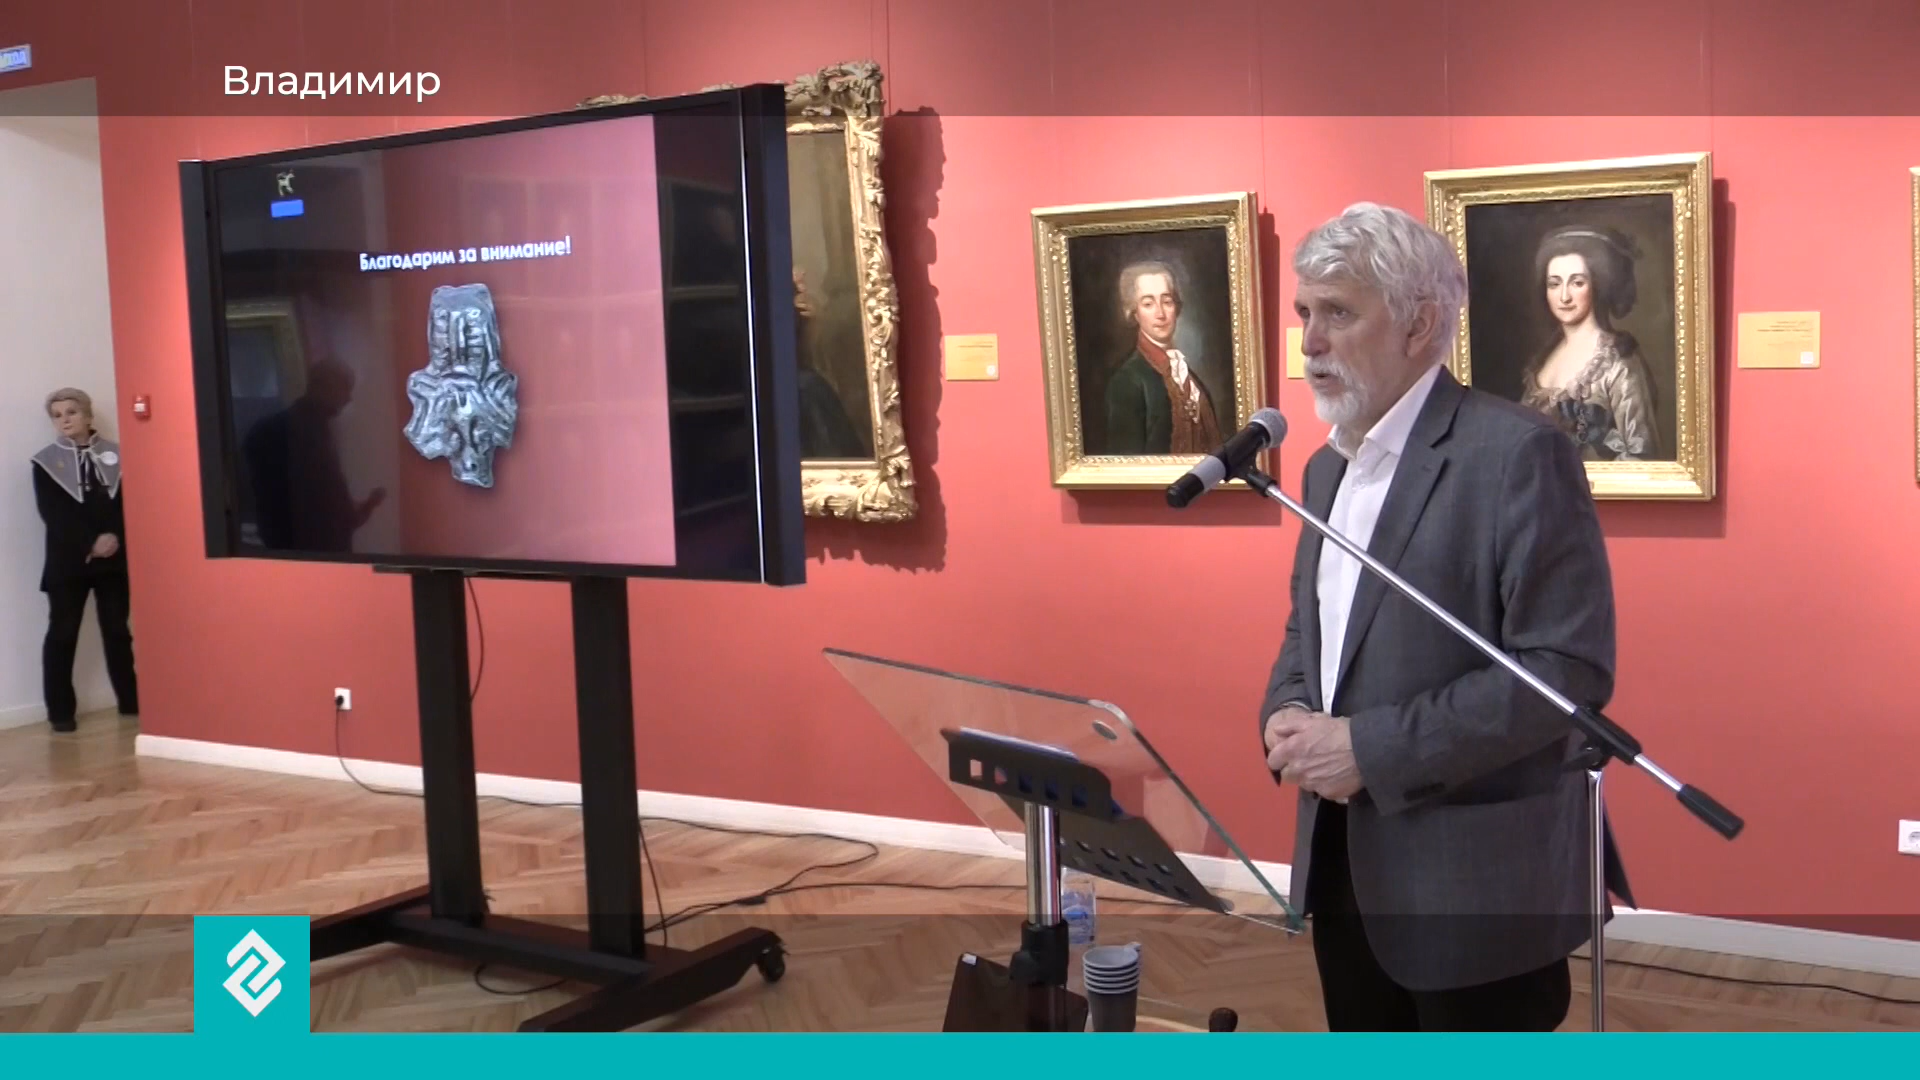 Владимир
Благодарим за внимание!